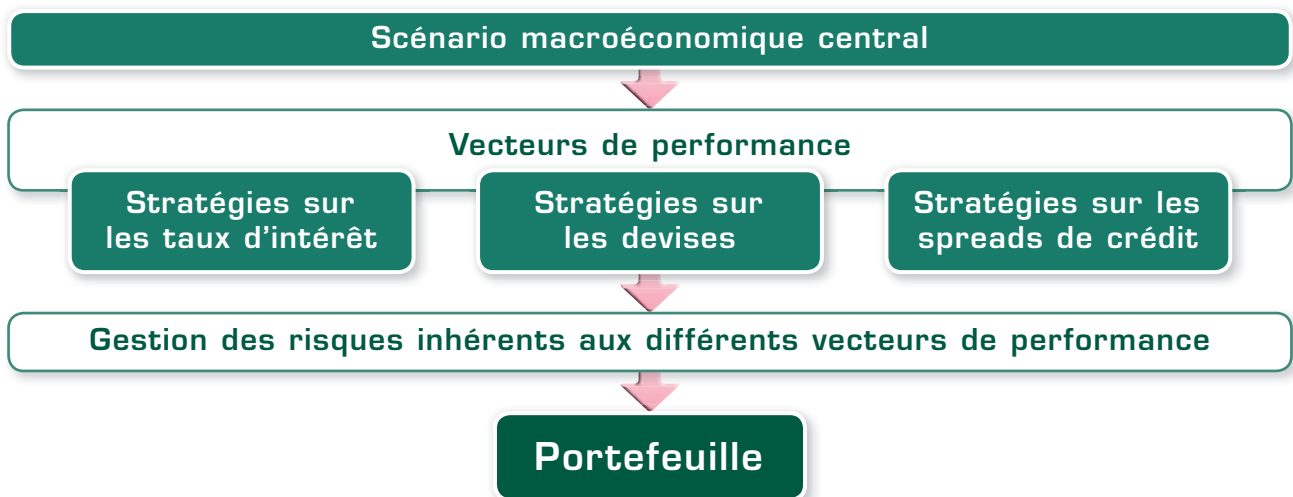 Scénario macroéconomique central
Vecteurs de performance
Stratégies sur
les taux d'intérêt
Stratégies sur
les devises
Stratégies sur les
spreads de crédit
Gestion des risques inhérents aux différents vecteurs de performance
Portefeuille